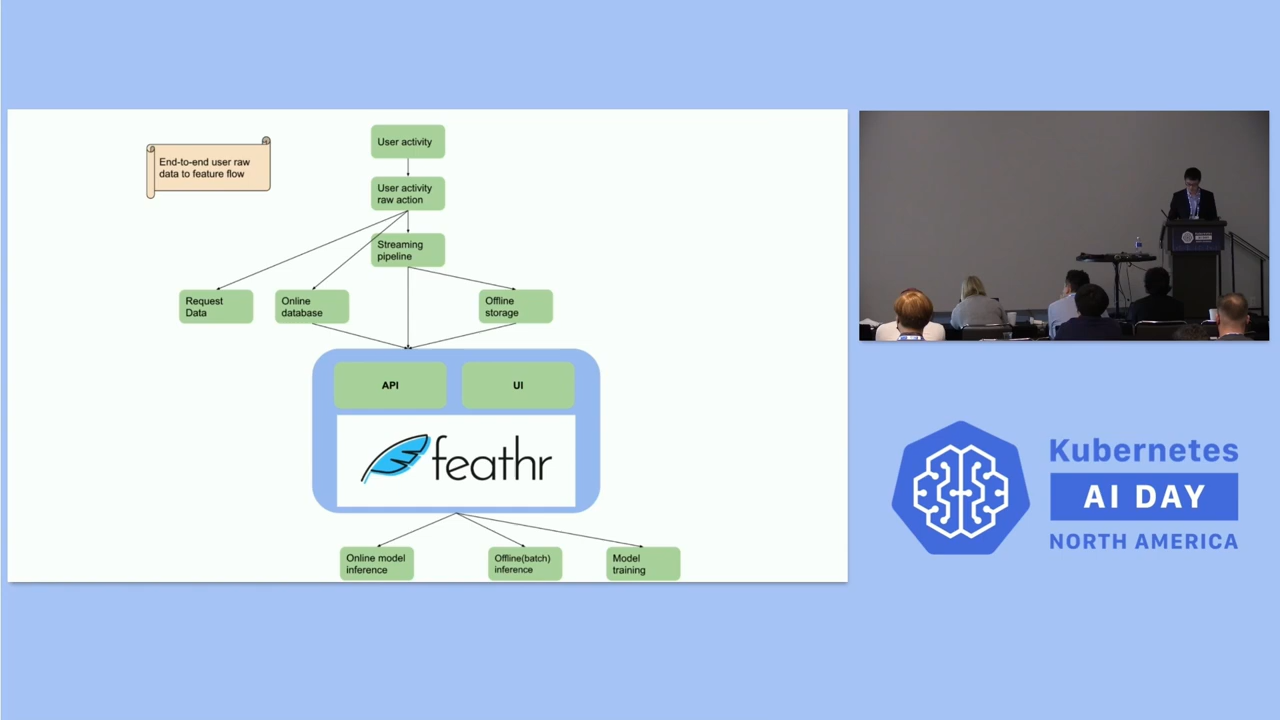 End-to-end user raw
data to feature flow
User activity
User activity
raw action
Streaming
pipeline
Request
Data
Online
database
Offline
storage
API
UI
feathr
Online model
inference
Offline(batch)
inference
Model
training
Kubernetes
AI DAY
NORTH AMERICA